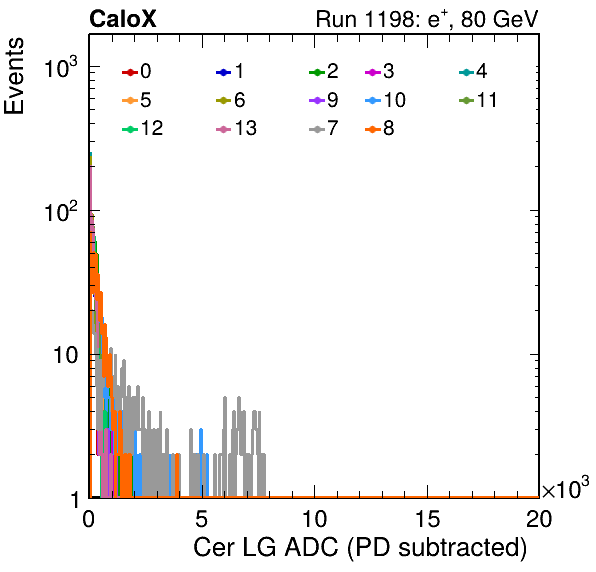 CaloX Run 1198: e+, 80 GeV
Events
10³
10²
10
1
0 1 2 3 4
5 6 9 10 11
12 13 7 8
0 5 10 15 20
×10³
Cer LG ADC (PD subtracted)